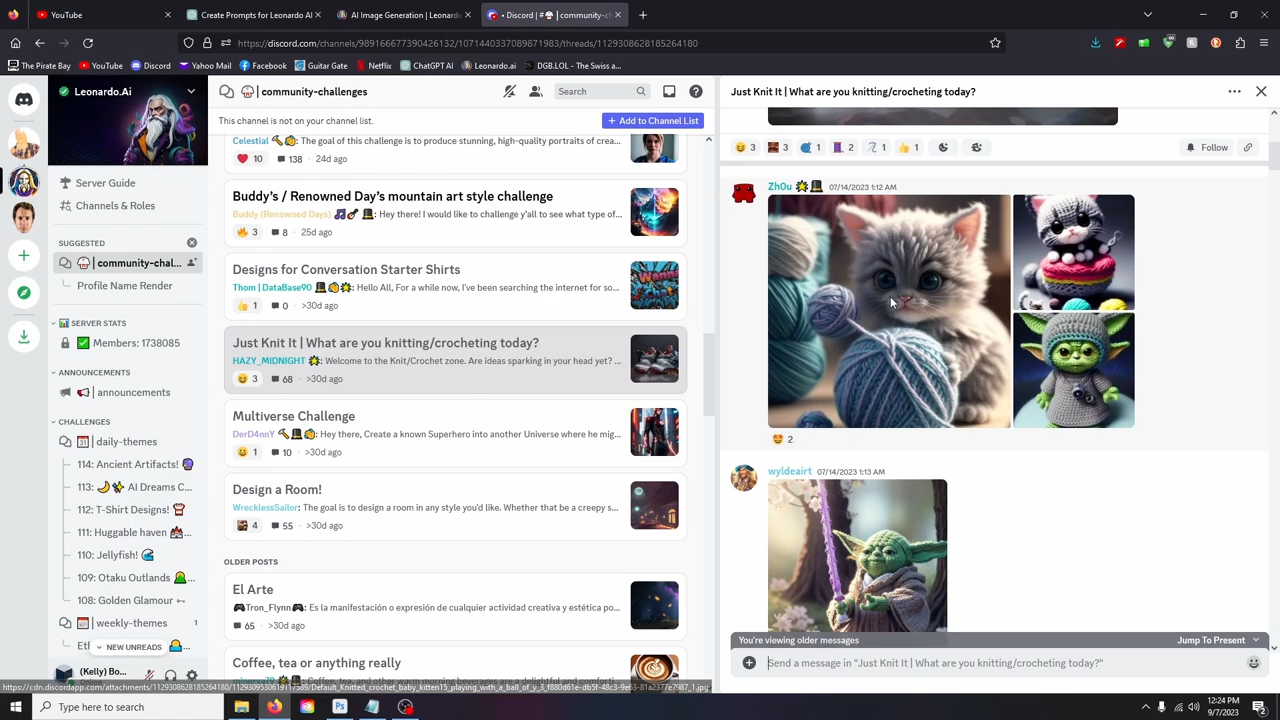 YouTube
Create Prompts for Leonardo AI
AI Image Generation | Leonardo.
• Discord | # | community-ch
https://discord.com/channels/989166677390426132/1071440337089871983/threads/1129308628185264180
The Pirate Bay
YouTube
Discord
Yahoo Mail
Facebook
Guitar Gate
Netflix
ChatGPT AI
Leonardo.ai
DGB.LOL - The Swiss a...
Leonardo.Ai
Server Guide
Channels & Roles
SUGGESTED
| community-chal...
Profile Name Render
SERVER STATS
Members: 1738085
ANNOUNCEMENTS
| announcements
CHALLENGES
| daily-themes
114: Ancient Artifacts!
113: AI Dreams C...
112: T-Shirt Designs!
111: Huggable haven ...
110: Jellyfish!
109: Otaku Outlands ...
108: Golden Glamour
| weekly-themes 1
NEW UNREADS
(Kelly) Bo...
| community-challenges
Search
This channel is not on your channel list.
+ Add to Channel List
Celestial : The goal of this challenge is to produce stunning, high-quality portraits of crea...
10 138 · 24d ago
Buddy's / Renowned Day's mountain art style challenge
Buddy (Renowned Days) : Hey there! I would like to challenge y'all to see what type of...
3 8 · 25d ago
Designs for Conversation Starter Shirts
Thom | DataBase90 : Hello All, For a while now, I've been searching the internet for so...
1 0 · >30d ago
Just Knit It | What are you knitting/crocheting today?
HAZY_MIDNIGHT : Welcome to the Knit/Crochet zone. Are ideas sparking in your head yet? ...
3 68 · >30d ago
Multiverse Challenge
DerD4nnY : Hey there, Create a known Superhero into another Universe where he mig...
1 10 · >30d ago
Design a Room!
WrecklessSailor: The goal is to design a room in any style you'd like. Whether that be a creepy s...
4 55 · >30d ago
OLDER POSTS
El Arte
Tron_Flynn : Es la manifestación o expresión de cualquier actividad creativa y estética po...
65 · >30d ago
Coffee, tea or anything really
Just Knit It | What are you knitting/crocheting today?
3 3 1 2 1 1
Follow
Zh0u 07/14/2023 1:12 AM
2
wyldeairt 07/14/2023 1:13 AM
You're viewing older messages
Jump To Present
Send a message in "Just Knit It | What are you knitting/crocheting today?"
Type here to search
12:24 PM
9/7/2023
2